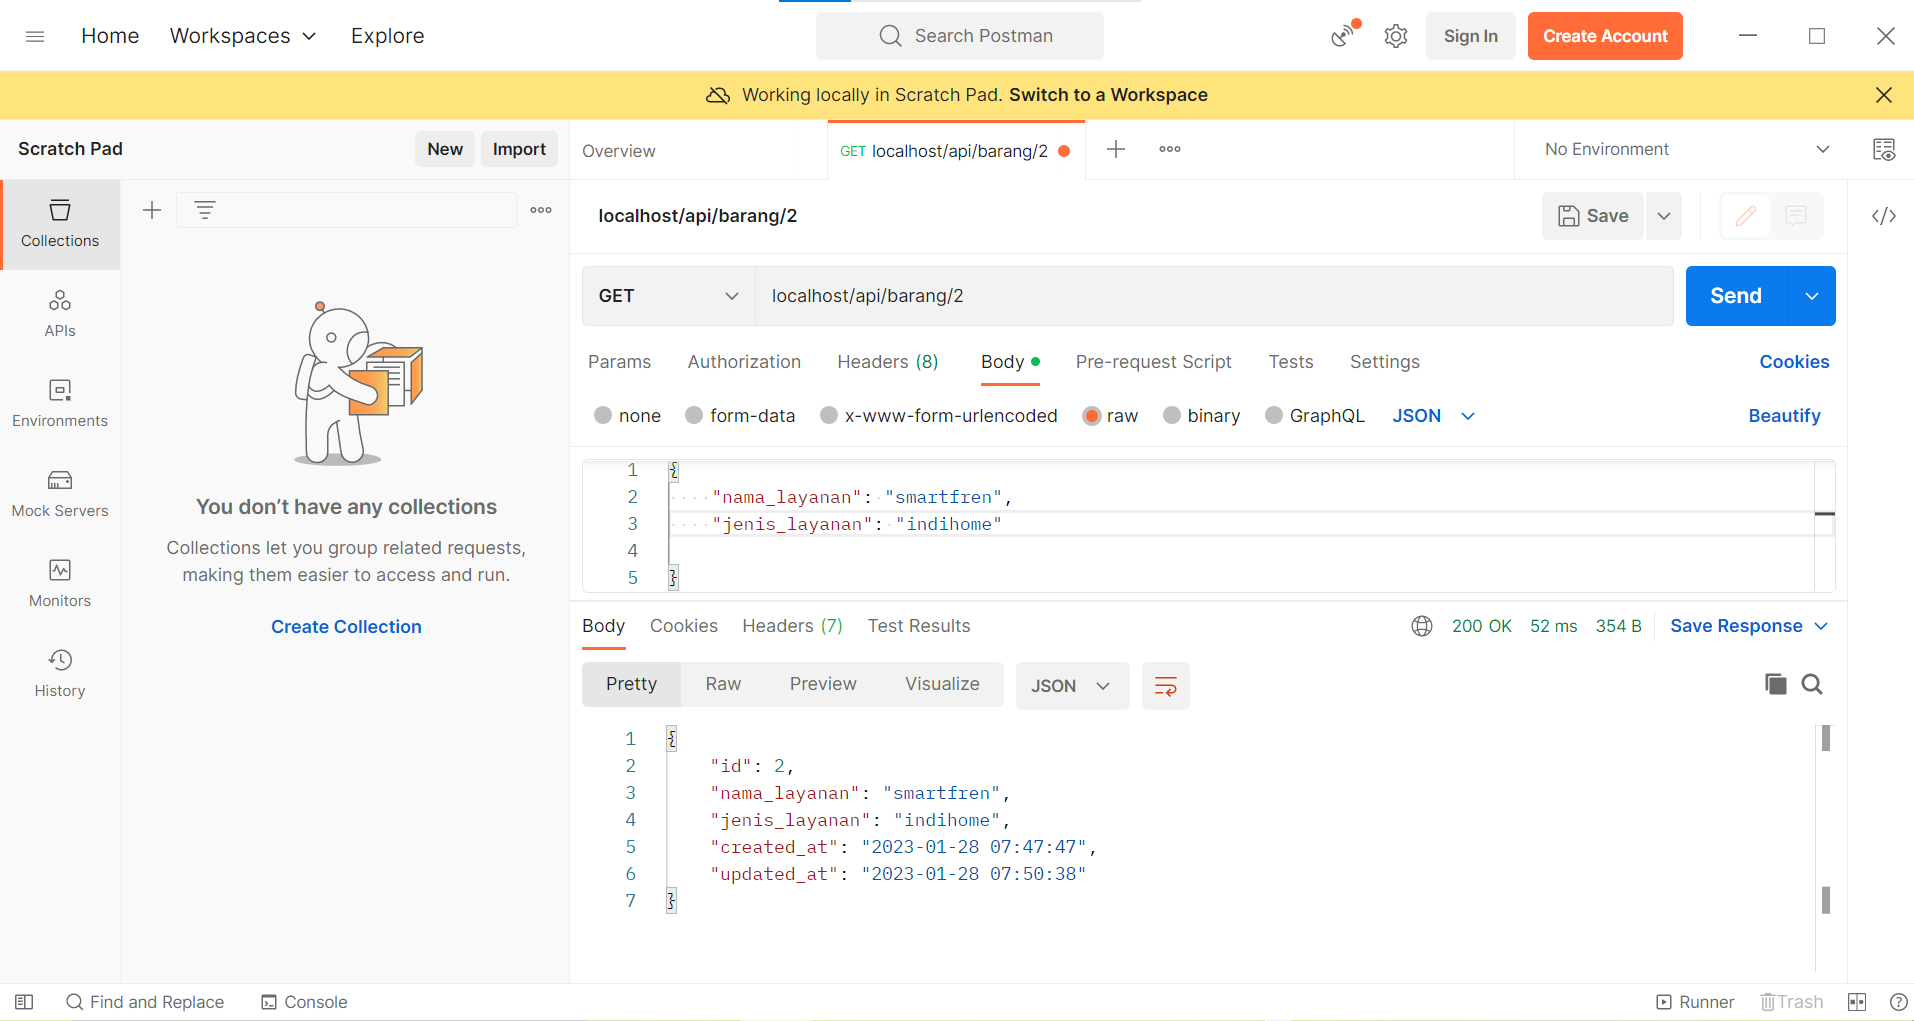 Home Workspaces Explore Search Postman Sign In Create Account
Working locally in Scratch Pad. Switch to a Workspace
Scratch Pad New Import Overview GET localhost/api/barang/2 No Environment
Collections
APIs
Environments
Mock Servers
Monitors
History
You don’t have any collections
Collections let you group related requests,
making them easier to access and run.
Create Collection
localhost/api/barang/2 Save
GET localhost/api/barang/2 Send
Params Authorization Headers (8) Body Pre-request Script Tests Settings Cookies
none form-data x-www-form-urlencoded raw binary GraphQL JSON Beautify
1 {
2 "nama_layanan": "smartfren",
3 "jenis_layanan": "indihome"
4
5 }
Body Cookies Headers (7) Test Results 200 OK 52 ms 354 B Save Response
Pretty Raw Preview Visualize JSON
1 {
2 "id": 2,
3 "nama_layanan": "smartfren",
4 "jenis_layanan": "indihome",
5 "created_at": "2023-01-28 07:47:47",
6 "updated_at": "2023-01-28 07:50:38"
7 }
Find and Replace Console Runner Trash